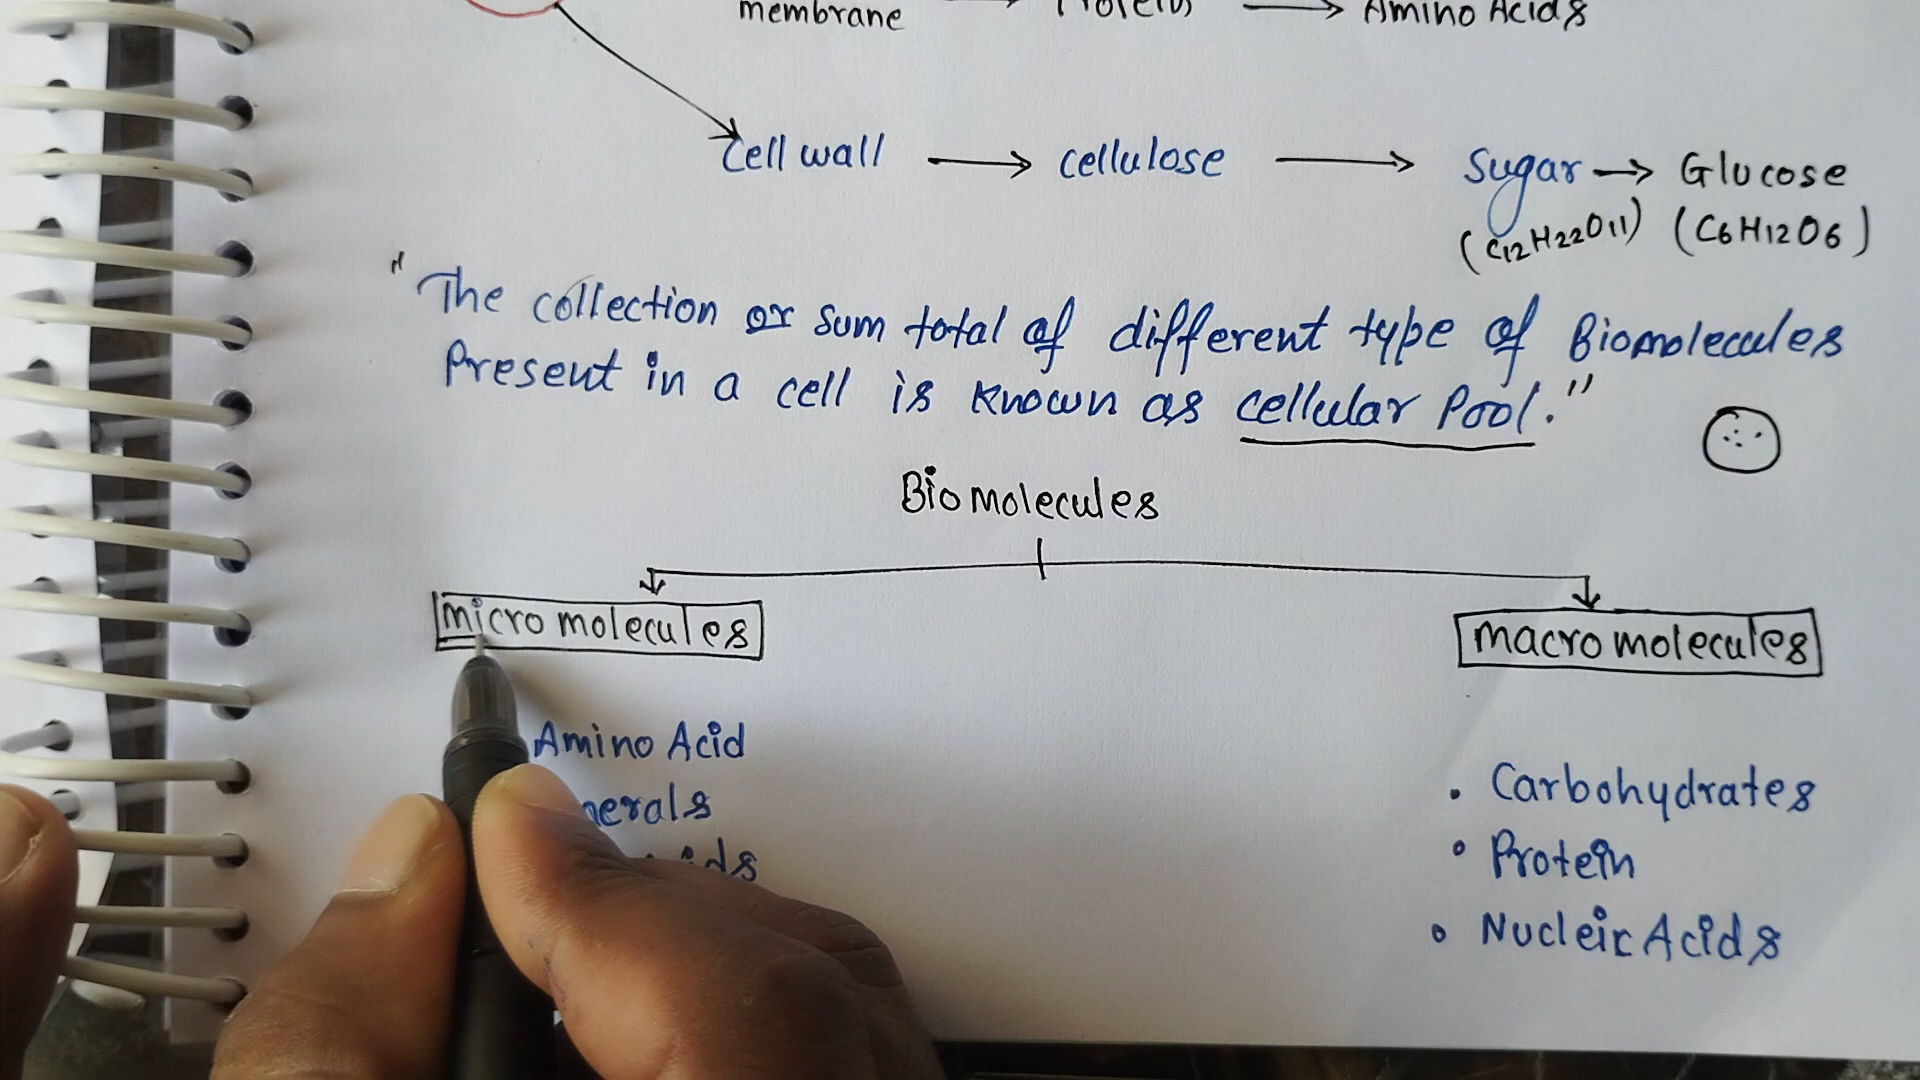 membrane → Protein → Amino Acids
Cell wall → cellulose → Sugar → Glucose
(C12H22O11) (C6H12O6)
"The collection or sum total of different type of Biomolecules
Present in a cell is known as cellular Pool."
Biomolecules
micro molecules
macro molecules
Amino Acid
• Carbohydrates
• Protein
• Nucleic Acids